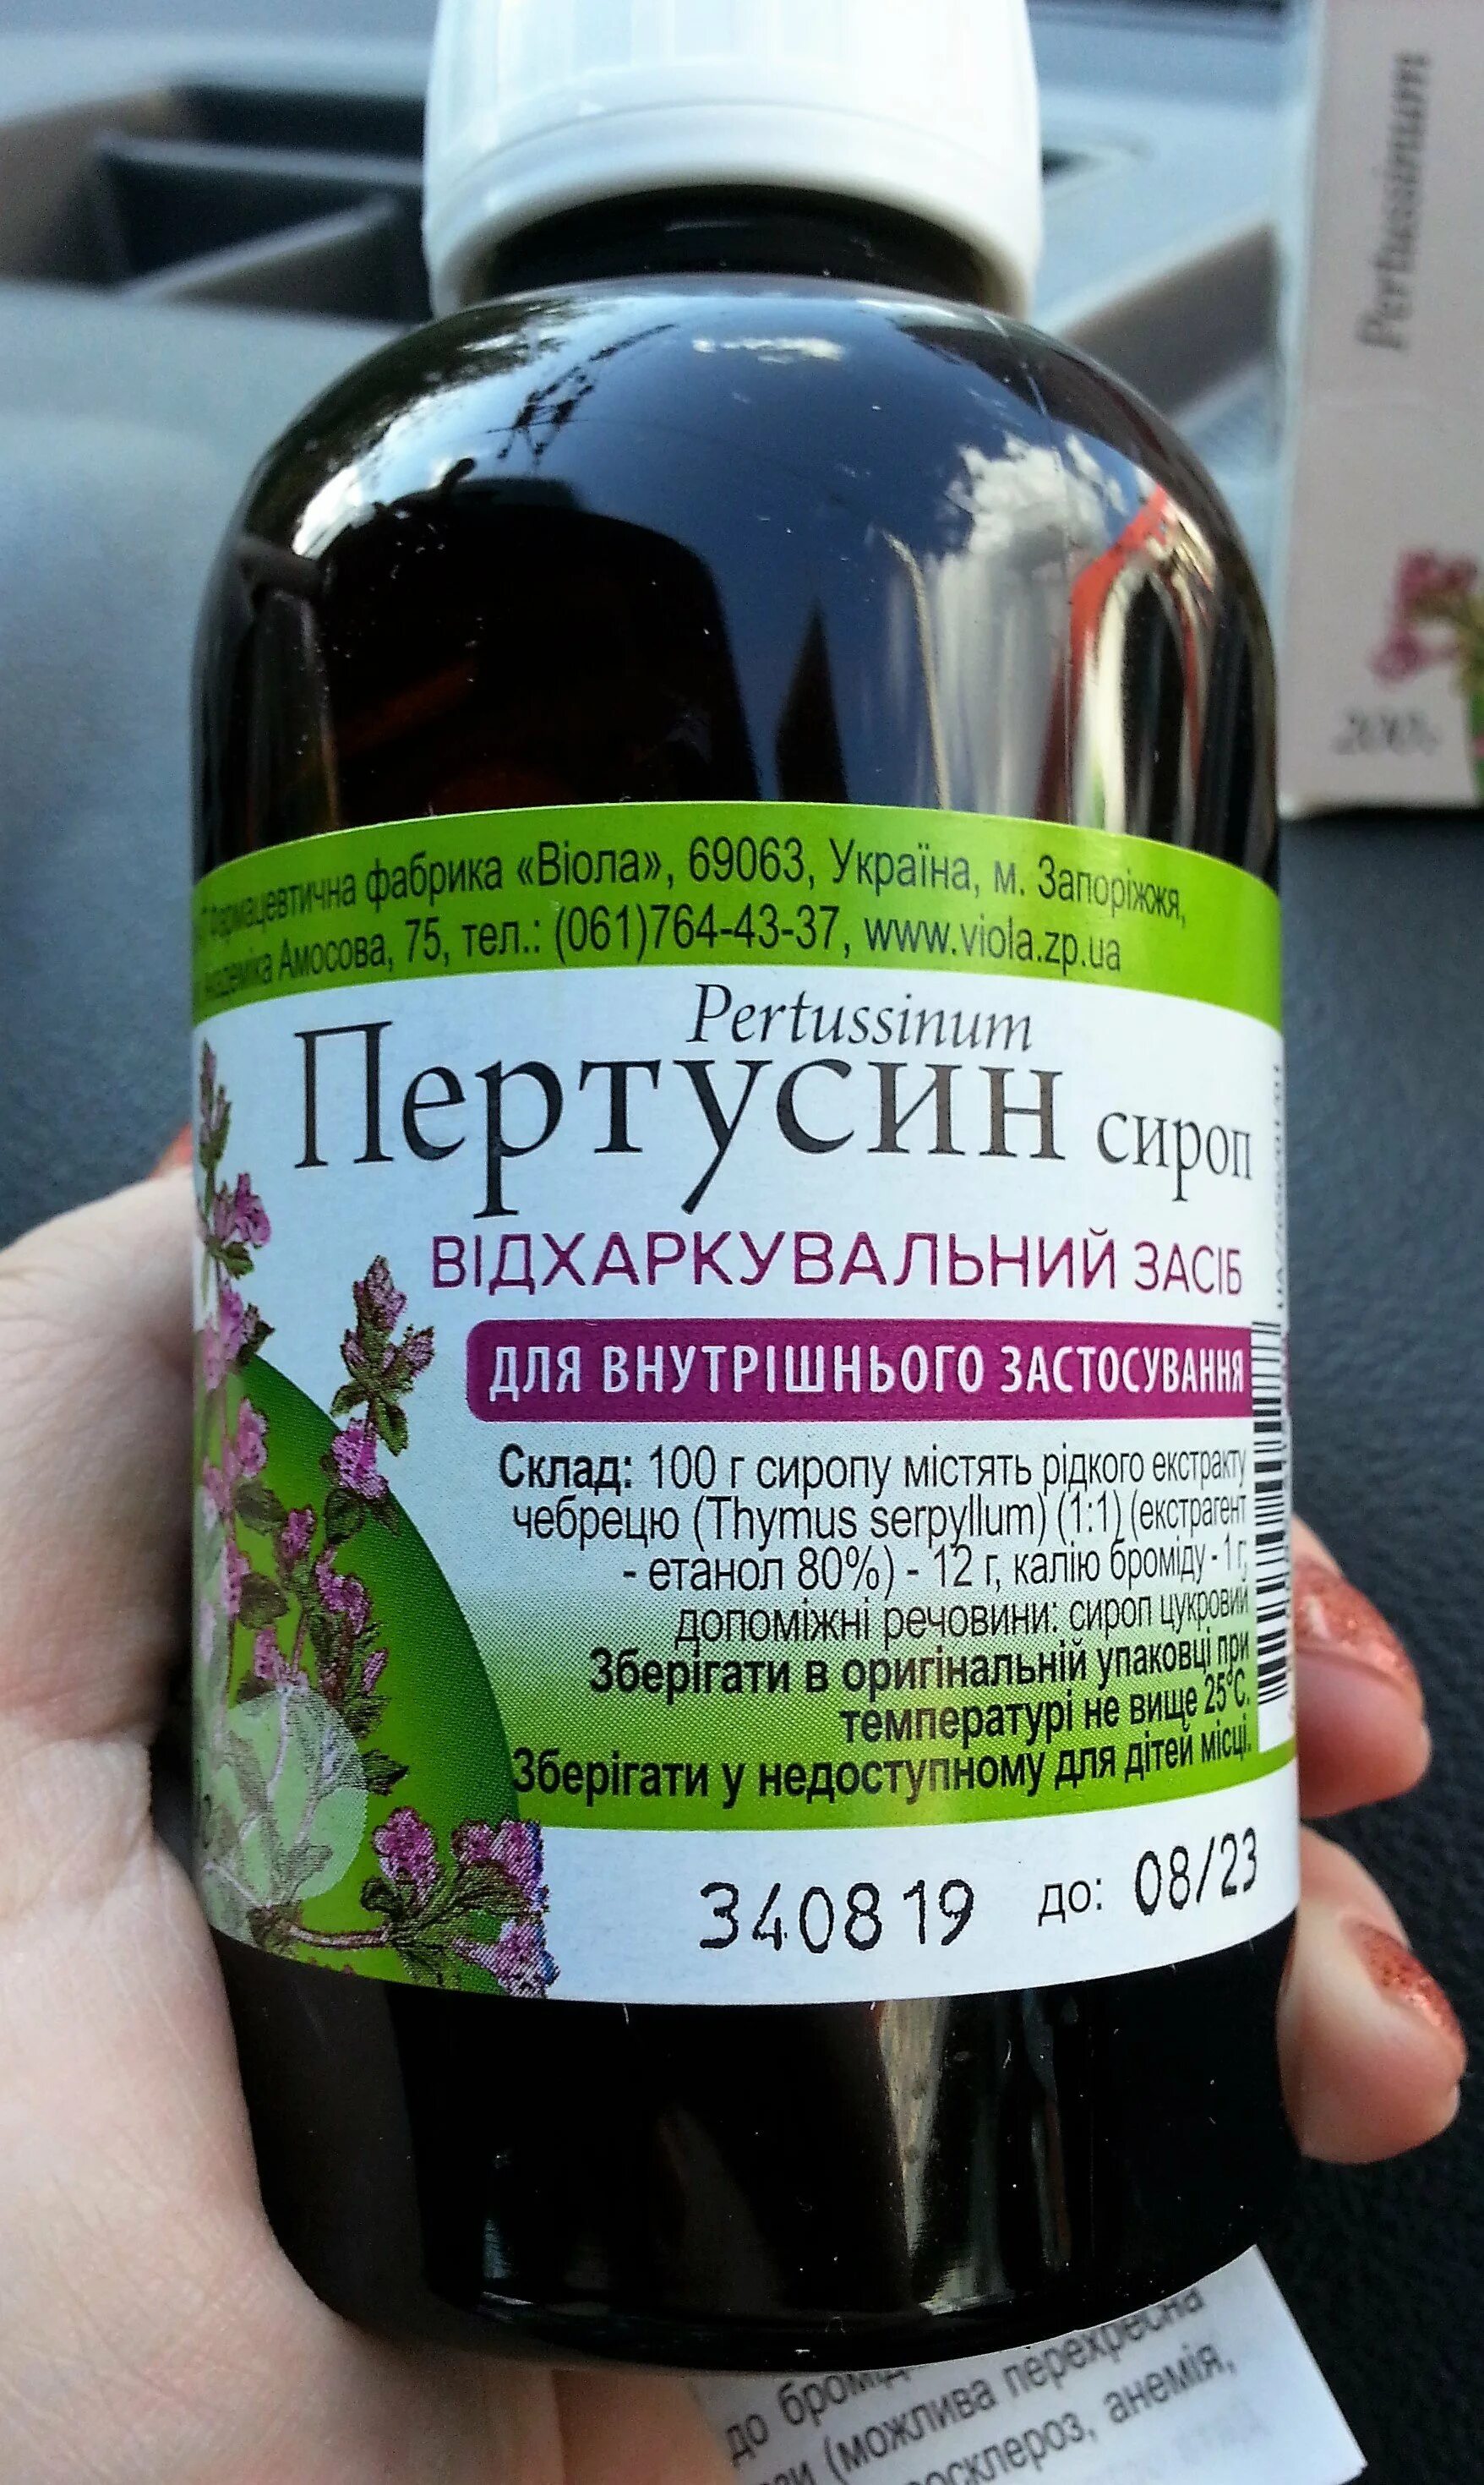 Фармацевтична фабрика «Віола», 69063, Україна, м. Запоріжжя,
Академіка Амосова, 75, тел.: (061)764-43-37, www.viola.zp.ua
Pertussinum
Пертусин сироп
ВІДХАРКУВАЛЬНИЙ ЗАСІБ
ДЛЯ ВНУТРІШНЬОГО ЗАСТОСУВАННЯ
Склад: 100 г сиропу містять рідкого екстракту
чебрецю (Thymus serpyllum) (1:1) (екстрагент
- етанол 80%) - 12 г, калію броміду - 1 г;
допоміжні речовини: сироп цукровий
Зберігати в оригінальній упаковці при
температурі не вище 25°С.
Зберігати у недоступному для дітей місці.
340819 до: 08/23
Pertussinum
до
(можлива перехресна
анемія,